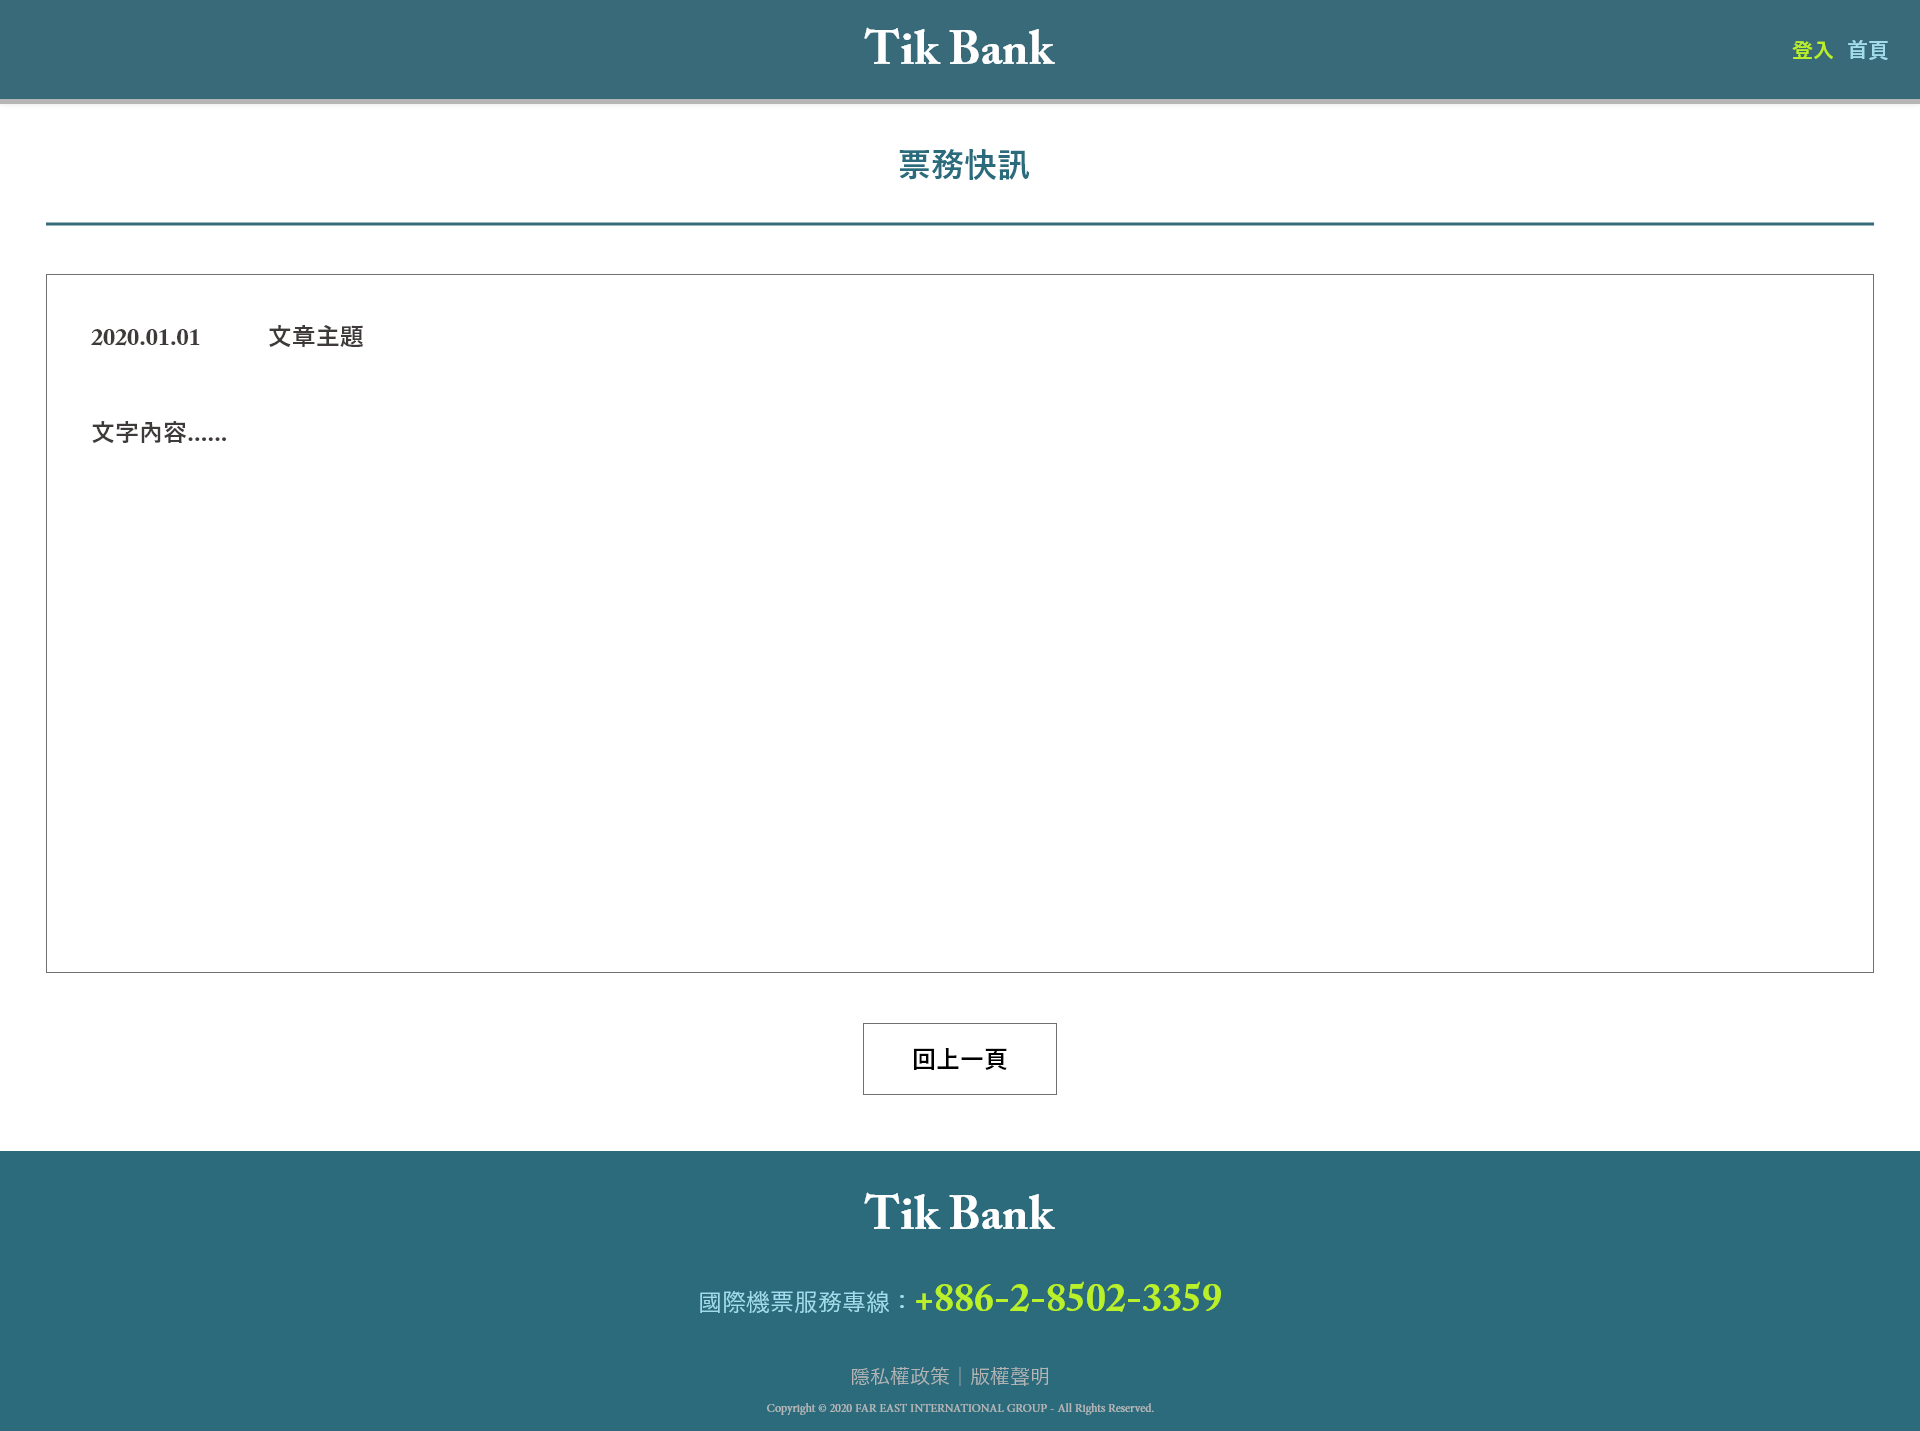 Tik Bank
登入 首頁
票務快訊
2020.01.01 文章主題
文字內容......
回上一頁
Tik Bank
國際機票服務專線：+886-2-8502-3359
隱私權政策｜版權聲明
Copyright © 2020 FAR EAST INTERNATIONAL GROUP - All Rights Reserved.